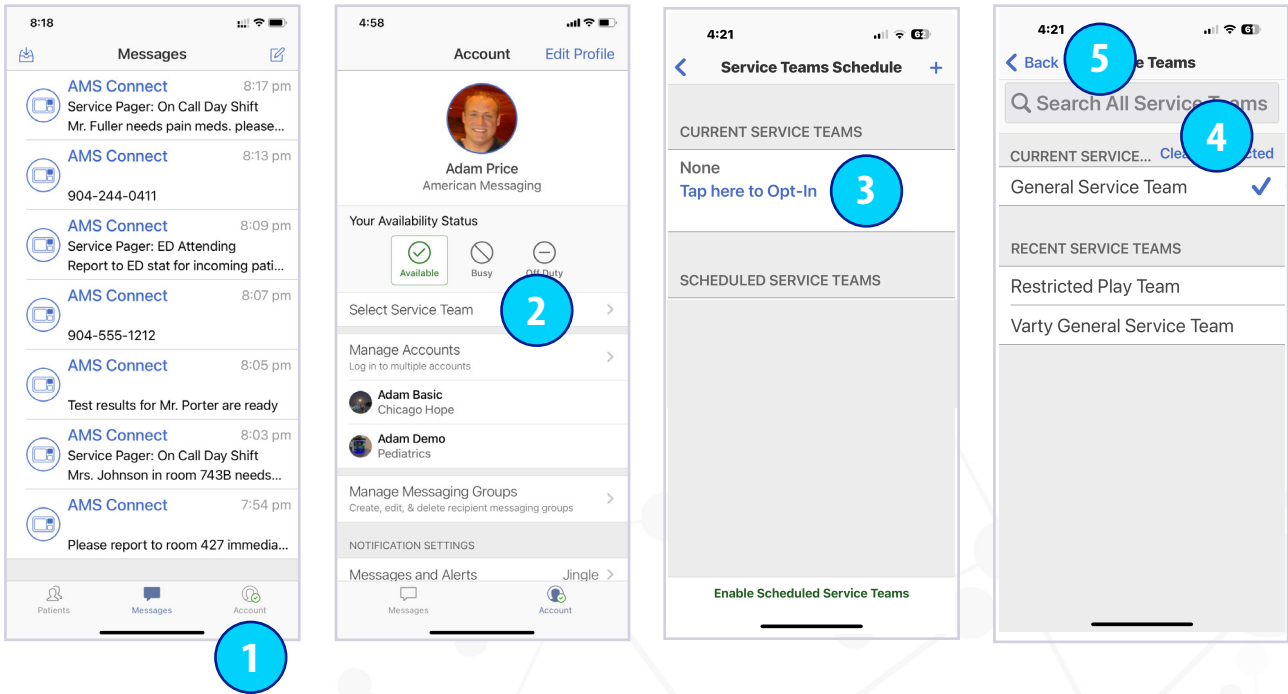 8:18
Messages
AMS Connect 8:17 pm
Service Pager: On Call Day Shift
Mr. Fuller needs pain meds. please...
AMS Connect 8:13 pm
904-244-0411
AMS Connect 8:09 pm
Service Pager: ED Attending
Report to ED stat for incoming pati...
AMS Connect 8:07 pm
904-555-1212
AMS Connect 8:05 pm
Test results for Mr. Porter are ready
AMS Connect 8:03 pm
Service Pager: On Call Day Shift
Mrs. Johnson in room 743B needs...
AMS Connect 7:54 pm
Please report to room 427 immedia...
Patients Messages Account
1
4:58
Account Edit Profile
Adam Price
American Messaging
Your Availability Status
Available Busy Off Duty
Select Service Team
2
Manage Accounts
Log in to multiple accounts
Adam Basic
Chicago Hope
Adam Demo
Pediatrics
Manage Messaging Groups
Create, edit, & delete recipient messaging groups
NOTIFICATION SETTINGS
Messages and Alerts Jingle
Messages Account
4:21 62
Service Teams Schedule +
CURRENT SERVICE TEAMS
None
Tap here to Opt-In
3
SCHEDULED SERVICE TEAMS
Enable Scheduled Service Teams
4:21 61
Back 5 Teams
Search All Service Teams
4
CURRENT SERVICE...
General Service Team
RECENT SERVICE TEAMS
Restricted Play Team
Varty General Service Team